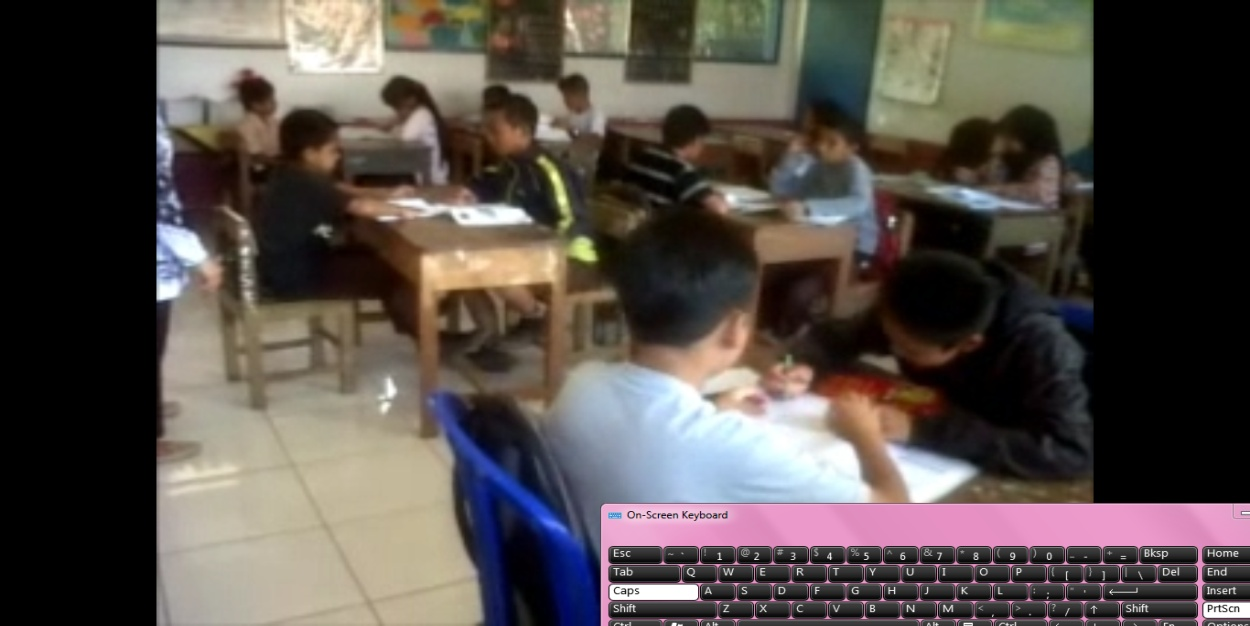 On-Screen Keyboard
Esc ~ ` ! 1 @ 2 # 3 $ 4 % 5 ^ 6 & 7 * 8 ( 9 ) 0 _ - + = Bksp Home
Tab Q W E R T Y U I O P { [ } ] | \ Del End
Caps A S D F G H J K L : ; " ' Insert
Shift Z X C V B N M < , > . ? / ↑ Shift PrtScn